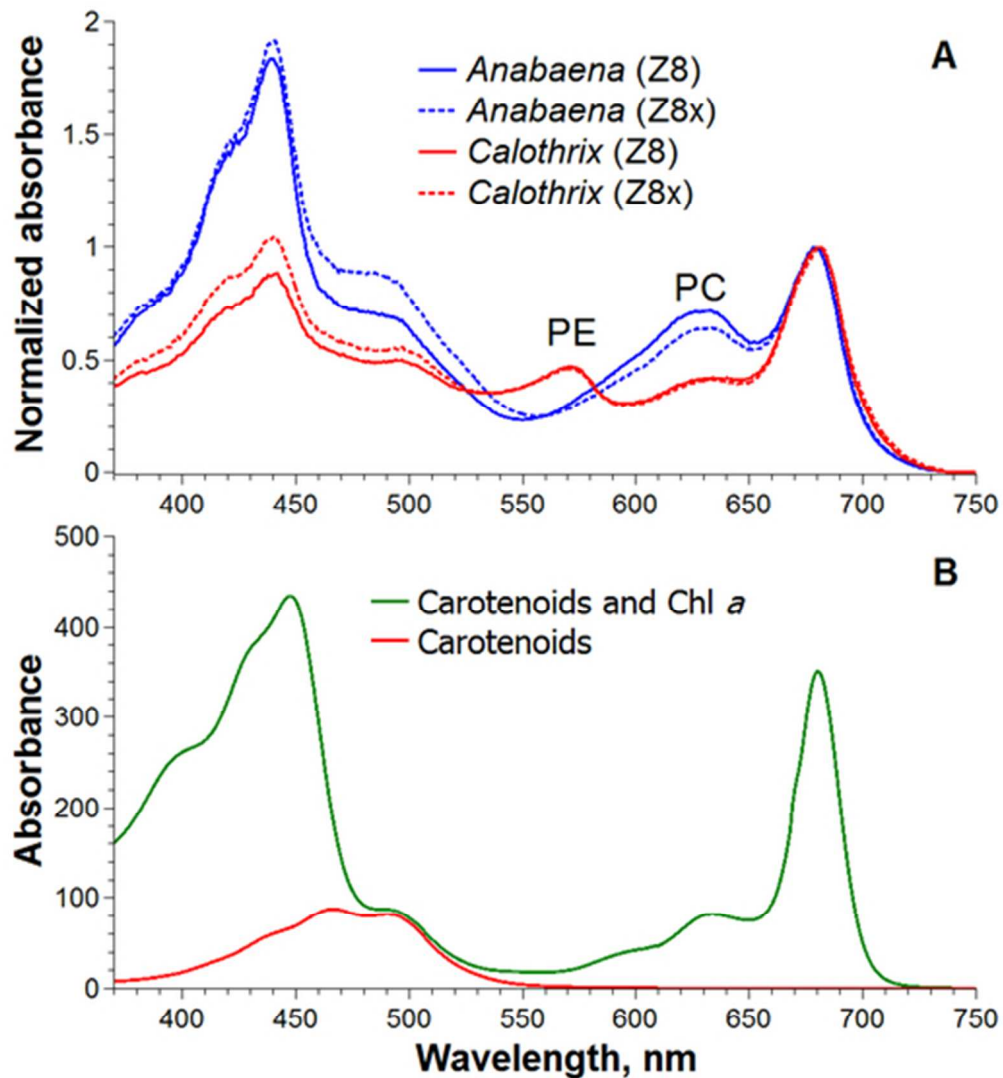 A
Anabaena (Z8)
Anabaena (Z8x)
Calothrix (Z8)
Calothrix (Z8x)
PE
PC
Normalized absorbance
2
1.5
1
0.5
0
400 450 500 550 600 650 700 750
B
Carotenoids and Chl a
Carotenoids
Absorbance
500
400
300
200
100
0
400 450 500 550 600 650 700 750
Wavelength, nm